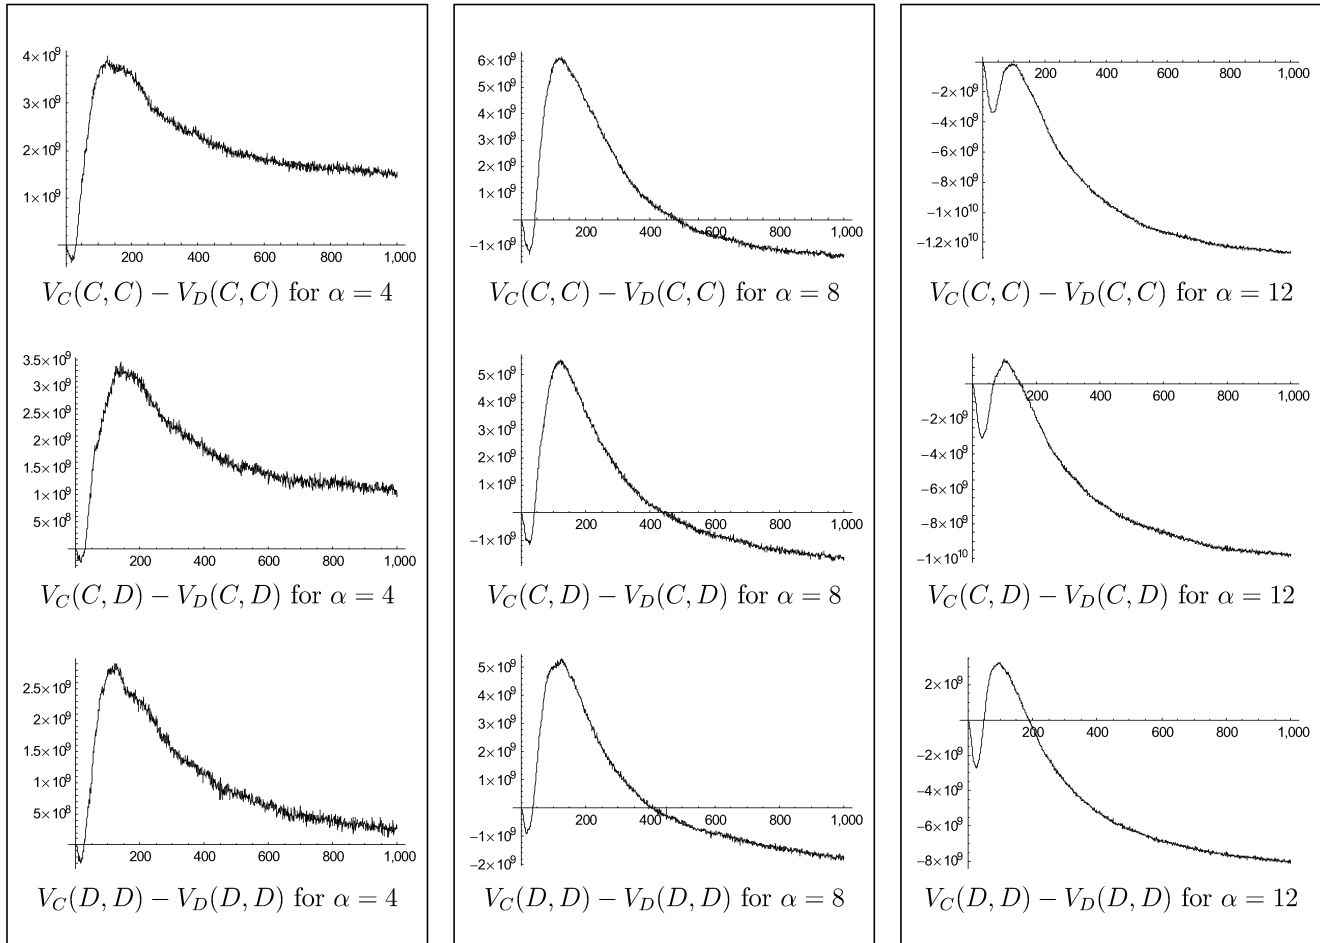 4×10⁹
3×10⁹
2×10⁹
1×10⁹
200 400 600 800 1,000
V_C(C, C) − V_D(C, C) for α = 4
3.5×10⁹
3×10⁹
2.5×10⁹
2×10⁹
1.5×10⁹
1×10⁹
5×10⁸
200 400 600 800 1,000
V_C(C, D) − V_D(C, D) for α = 4
2.5×10⁹
2×10⁹
1.5×10⁹
1×10⁹
5×10⁸
200 400 600 800 1,000
V_C(D, D) − V_D(D, D) for α = 4
6×10⁹
5×10⁹
4×10⁹
3×10⁹
2×10⁹
1×10⁹
200 400 600 800 1,000
−1×10⁹
V_C(C, C) − V_D(C, C) for α = 8
5×10⁹
4×10⁹
3×10⁹
2×10⁹
1×10⁹
200 400 600 800 1,000
−1×10⁹
V_C(C, D) − V_D(C, D) for α = 8
5×10⁹
4×10⁹
3×10⁹
2×10⁹
1×10⁹
200 400 600 800 1,000
−1×10⁹
−2×10⁹
V_C(D, D) − V_D(D, D) for α = 8
200 400 600 800 1,000
−2×10⁹
−4×10⁹
−6×10⁹
−8×10⁹
−1×10¹⁰
−1.2×10¹⁰
V_C(C, C) − V_D(C, C) for α = 12
200 400 600 800 1,000
−2×10⁹
−4×10⁹
−6×10⁹
−8×10⁹
−1×10¹⁰
V_C(C, D) − V_D(C, D) for α = 12
2×10⁹
200 400 600 800 1,000
−2×10⁹
−4×10⁹
−6×10⁹
−8×10⁹
V_C(D, D) − V_D(D, D) for α = 12